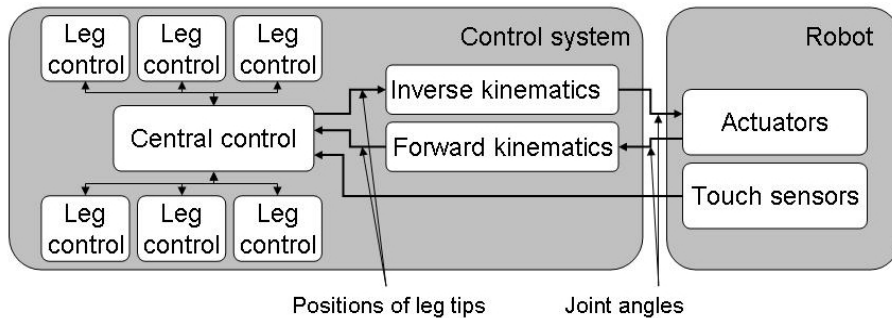 Leg
control
Leg
control
Leg
control
Control system
Robot
Inverse kinematics
Central control
Forward kinematics
Actuators
Touch sensors
Leg
control
Leg
control
Leg
control
Positions of leg tips
Joint angles